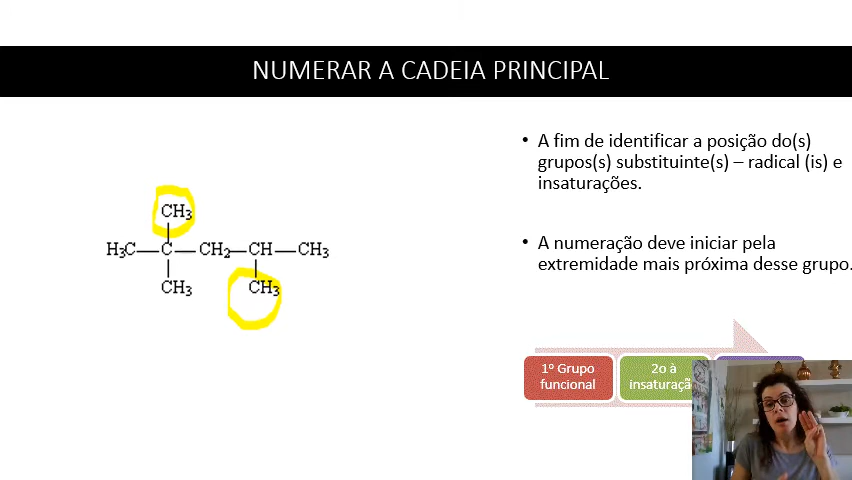 NUMERAR A CADEIA PRINCIPAL
CH₃
H₃C—C—CH₂—CH—CH₃
CH₃ CH₃
• A fim de identificar a posição do(s)
grupos(s) substituinte(s) – radical (is) e
insaturações.
• A numeração deve iniciar pela
extremidade mais próxima desse grupo.
1º Grupo
funcional
2o à